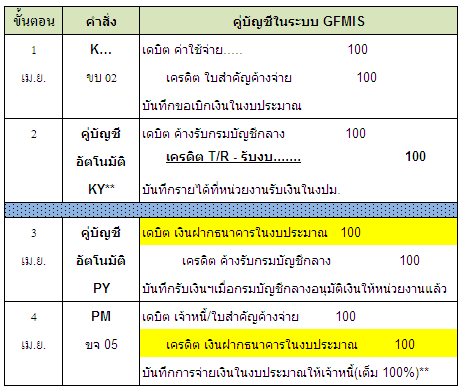 ขั้นตอน คำสั่ง คู่บัญชีในระบบ GFMIS
1 K... เดบิต ค่าใช้จ่าย..... 100
เม.ย. ขบ 02 เครดิต ใบสำคัญค้างจ่าย 100
บันทึกขอเบิกเงินในงบประมาณ
2 คู่บัญชี เดบิต ค้างรับกรมบัญชีกลาง 100
อัตโนมัติ เครดิต T/R - รับงบ....... 100
KY** บันทึกรายได้ที่หน่วยงานรับเงินในงปม.
3 คู่บัญชี เดบิต เงินฝากธนาคารในงบประมาณ 100
เม.ย. อัตโนมัติ เครดิต ค้างรับกรมบัญชีกลาง 100
PY บันทึกรับเงินฯเมื่อกรมบัญชีกลางอนุมัติเงินให้หน่วยงานแล้ว
4 PM เดบิต เจ้าหนี้/ใบสำคัญค้างจ่าย 100
เม.ย. ขจ 05 เครดิต เงินฝากธนาคารในงบประมาณ 100
บันทึกการจ่ายเงินในงบประมาณให้เจ้าหนี้(เต็ม 100%)**